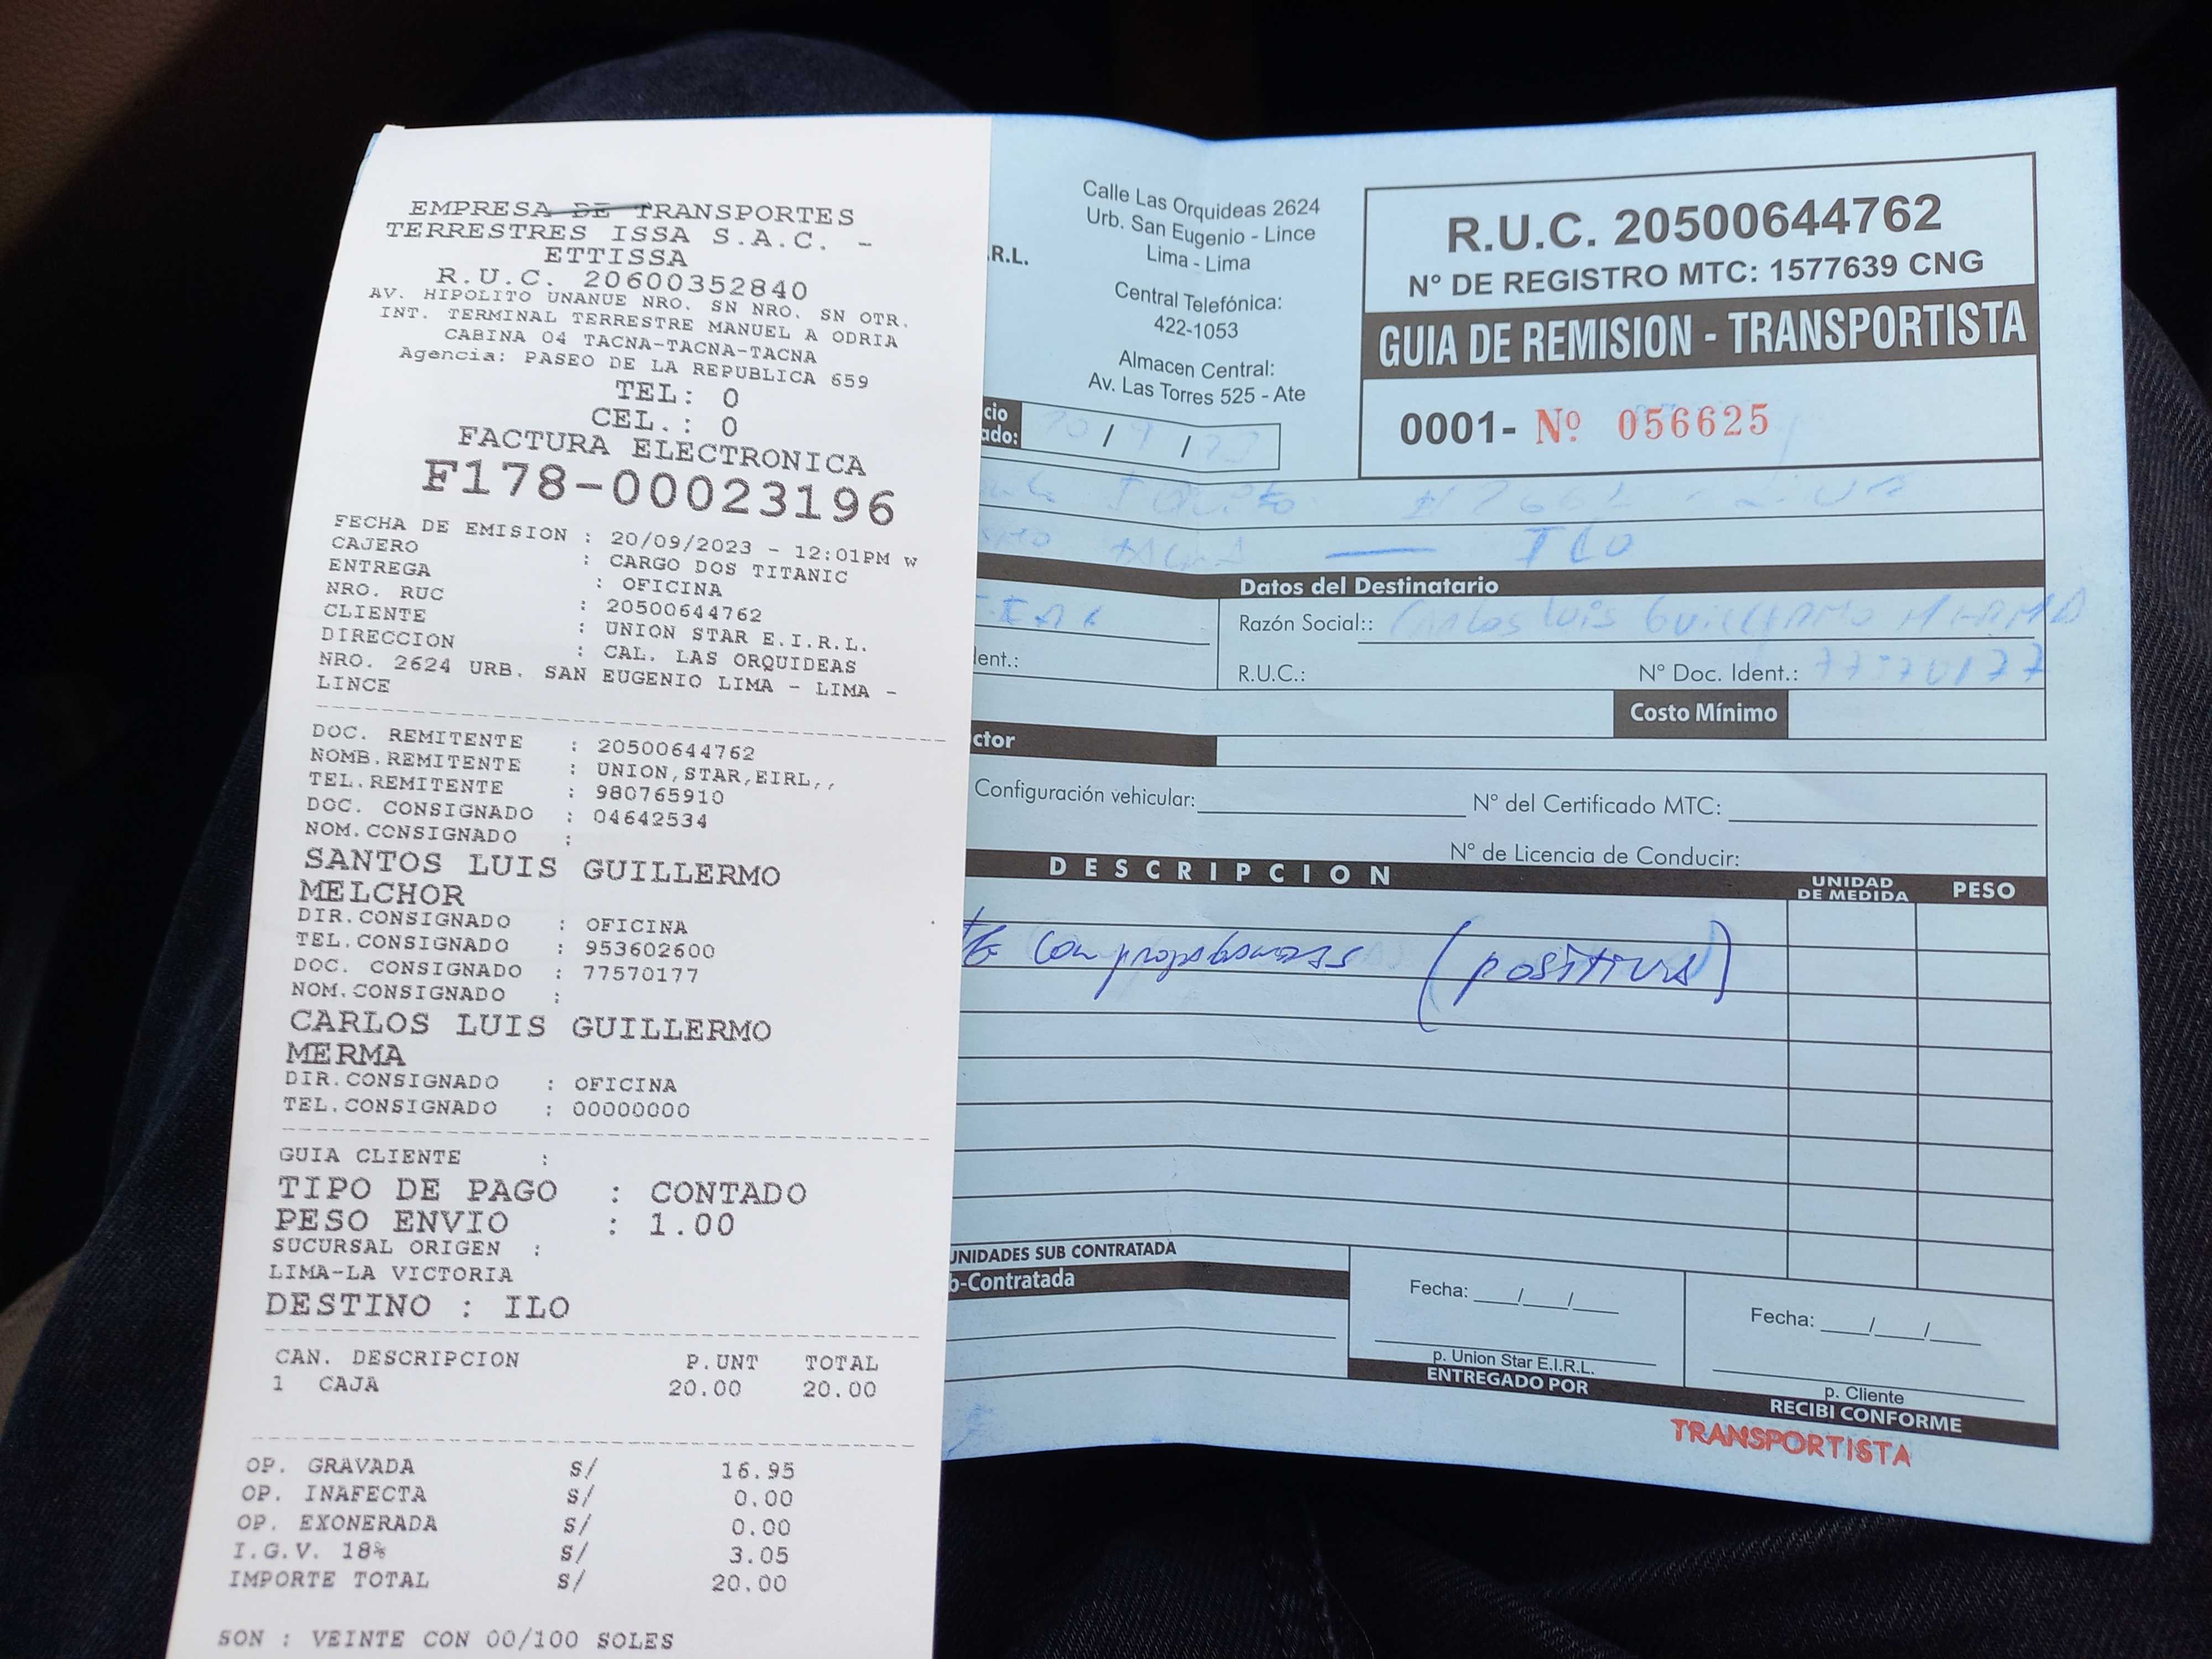 EMPRESA DE TRANSPORTES
TERRESTRES ISSA S.A.C. -
ETTISSA
R.U.C. 20600352840
AV. HIPOLITO UNANUE NRO. SN NRO. SN OTR.
INT. TERMINAL TERRESTRE MANUEL A ODRIA
CABINA 04 TACNA-TACNA-TACNA
Agencia: PASEO DE LA REPUBLICA 659
TEL: 0
CEL.: 0
FACTURA ELECTRONICA
F178-00023196
FECHA DE EMISION : 20/09/2023 - 12:01PM w
CAJERO : CARGO DOS TITANIC
ENTREGA : OFICINA
NRO. RUC : 20500644762
CLIENTE : UNION STAR E.I.R.L.
DIRECCION : CAL. LAS ORQUIDEAS
NRO. 2624 URB. SAN EUGENIO LIMA - LIMA -
LINCE
DOC. REMITENTE : 20500644762
NOMB.REMITENTE : UNION,STAR,EIRL,,
TEL.REMITENTE : 980765910
DOC. CONSIGNADO : 04642534
NOM.CONSIGNADO :
SANTOS LUIS GUILLERMO
MELCHOR
DIR.CONSIGNADO : OFICINA
TEL.CONSIGNADO : 953602600
DOC. CONSIGNADO : 77570177
NOM.CONSIGNADO :
CARLOS LUIS GUILLERMO
MERMA
DIR.CONSIGNADO : OFICINA
TEL.CONSIGNADO : 00000000
GUIA CLIENTE :
TIPO DE PAGO : CONTADO
PESO ENVIO : 1.00
SUCURSAL ORIGEN :
LIMA-LA VICTORIA
DESTINO : ILO
CAN. DESCRIPCION P.UNT TOTAL
1 CAJA 20.00 20.00
OP. GRAVADA S/ 16.95
OP. INAFECTA S/ 0.00
OP. EXONERADA S/ 0.00
I.G.V. 18% S/ 3.05
IMPORTE TOTAL S/ 20.00
SON : VEINTE CON 00/100 SOLES
.R.L.
Calle Las Orquideas 2624
Urb. San Eugenio - Lince
Lima - Lima
Central Telefónica:
422-1053
Almacen Central:
Av. Las Torres 525 - Ate
R.U.C. 20500644762
N° DE REGISTRO MTC: 1577639 CNG
GUIA DE REMISION - TRANSPORTISTA
0001- Nº 056625
cio
ado: / /
ILO
Datos del Destinatario
Razón Social:: Carlos Luis Guillermo Merma
lent.:
R.U.C.: N° Doc. Ident.: 77570177
Costo Mínimo
ctor
Configuración vehicular: N° del Certificado MTC:
N° de Licencia de Conducir:
DESCRIPCION UNIDAD DE MEDIDA PESO
(positiva)
UNIDADES SUB CONTRATADA
b-Contratada
Fecha: / / Fecha: / /
p. Union Star E.I.R.L.
ENTREGADO POR
p. Cliente
RECIBI CONFORME
TRANSPORTISTA